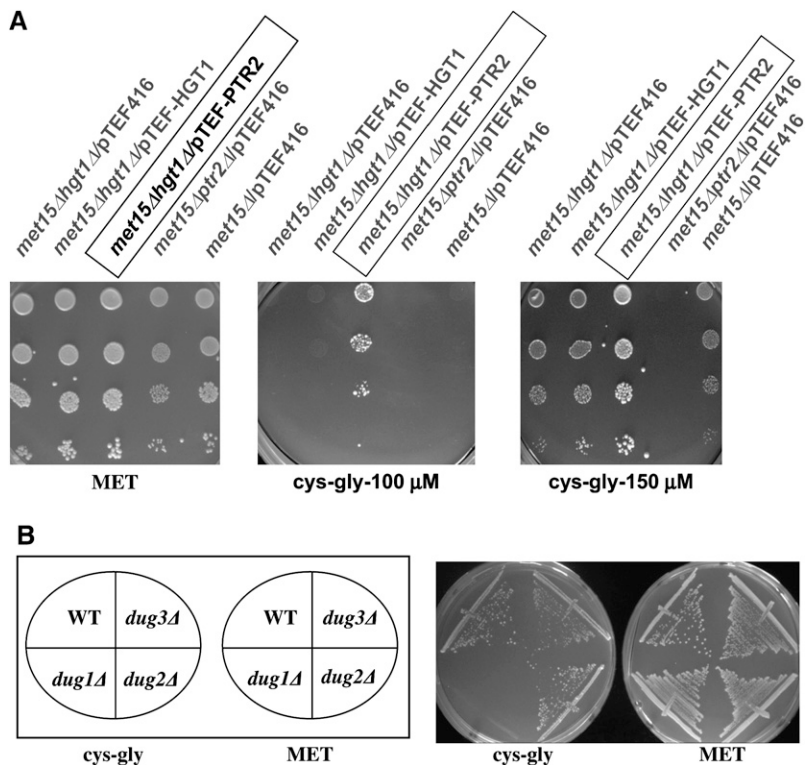 A
met15Δhgt1Δ/pTEF416
met15Δhgt1Δ/pTEF-HGT1
met15Δhgt1Δ/pTEF-PTR2
met15Δptr2Δ/pTEF416
met15Δ/pTEF416
met15Δhgt1Δ/pTEF416
met15Δhgt1Δ/pTEF-HGT1
met15Δhgt1Δ/pTEF-PTR2
met15Δptr2Δ/pTEF416
met15Δ/pTEF416
met15Δhgt1Δ/pTEF416
met15Δhgt1Δ/pTEF-HGT1
met15Δhgt1Δ/pTEF-PTR2
met15Δptr2Δ/pTEF416
met15Δ/pTEF416
MET
cys-gly-100 μM
cys-gly-150 μM
B
WT
dug3Δ
dug1Δ
dug2Δ
WT
dug3Δ
dug1Δ
dug2Δ
cys-gly
MET
cys-gly
MET